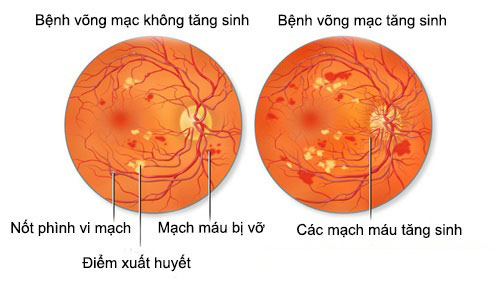 Bệnh võng mạc không tăng sinh
Bệnh võng mạc tăng sinh
Nốt phình vi mạch
Mạch máu bị vỡ
Các mạch máu tăng sinh
Điểm xuất huyết